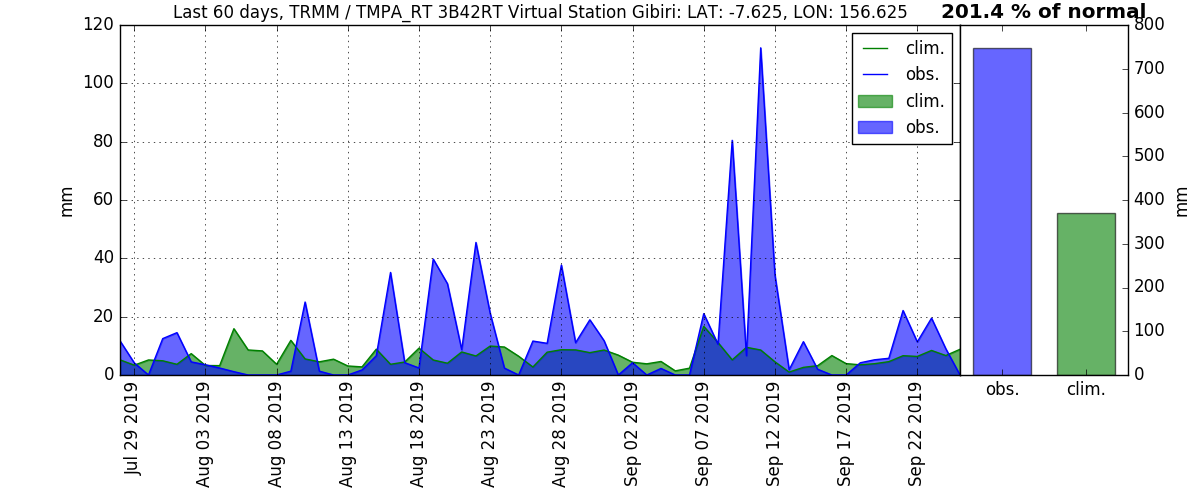 Last 60 days, TRMM / TMPA_RT 3B42RT Virtual Station Gibiri: LAT: -7.625, LON: 156.625
201.4 % of normal
120
100
80
60
40
20
0
mm
clim.
obs.
clim.
obs.
Jul 29 2019
Aug 03 2019
Aug 08 2019
Aug 13 2019
Aug 18 2019
Aug 23 2019
Aug 28 2019
Sep 02 2019
Sep 07 2019
Sep 12 2019
Sep 17 2019
Sep 22 2019
800
700
600
500
400
300
200
100
0
mm
obs.
clim.